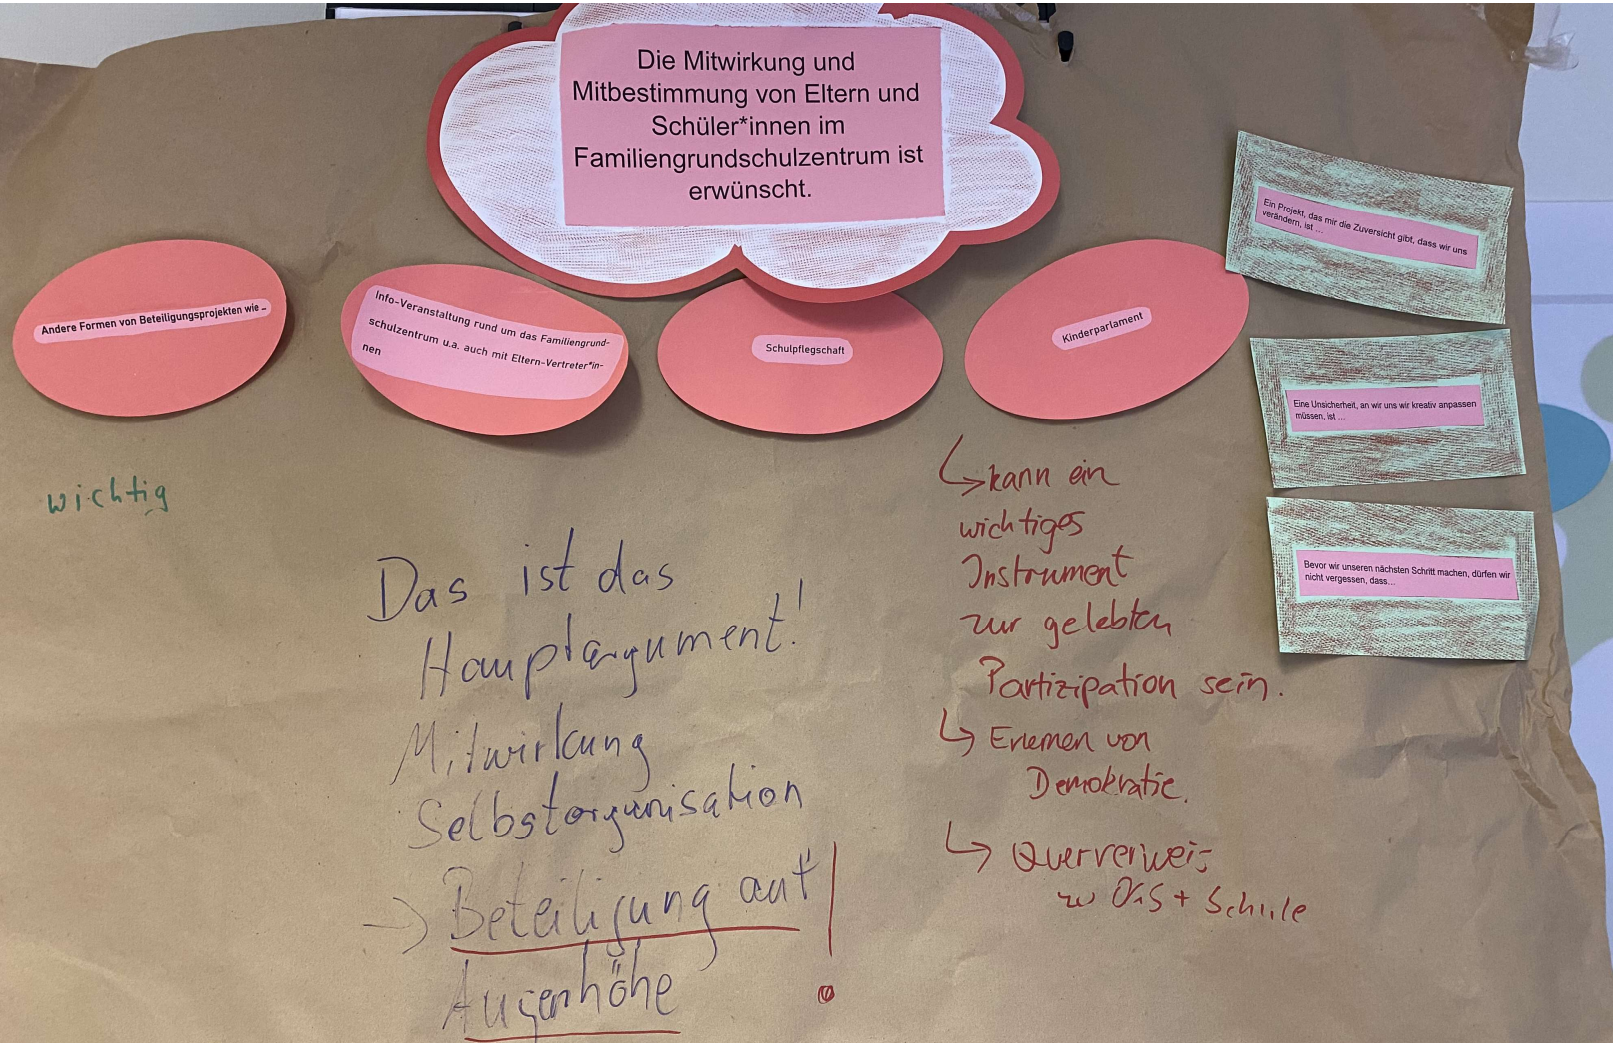 Die Mitwirkung und
Mitbestimmung von Eltern und
Schüler*innen im
Familiengrundschulzentrum ist
erwünscht.
Andere Formen von Beteiligungsprojekten wie ...
Info-Veranstaltung rund um das Familiengrund-
schulzentrum u.a. auch mit Eltern-Vertreter*in-
nen
Schulpflegschaft
Kinderparlament
Ein Projekt, das mir die Zuversicht gibt, dass wir uns
verändern, ist ...
Eine Unsicherheit, an wir uns wir kreativ anpassen
müssen, ist ...
Bevor wir unseren nächsten Schritt machen, dürfen wir
nicht vergessen, dass...
wichtig
Das ist das
Hauptargument!
Mitwirkung
Selbstorganisation
→ Beteiligung auf
Augenhöhe !
↳ kann ein
wichtiges
Instrument
zur gelebten
Partizipation sein.
↳ Erlernen von
Demokratie.
↳ Querverweis
zu OGS + Schule